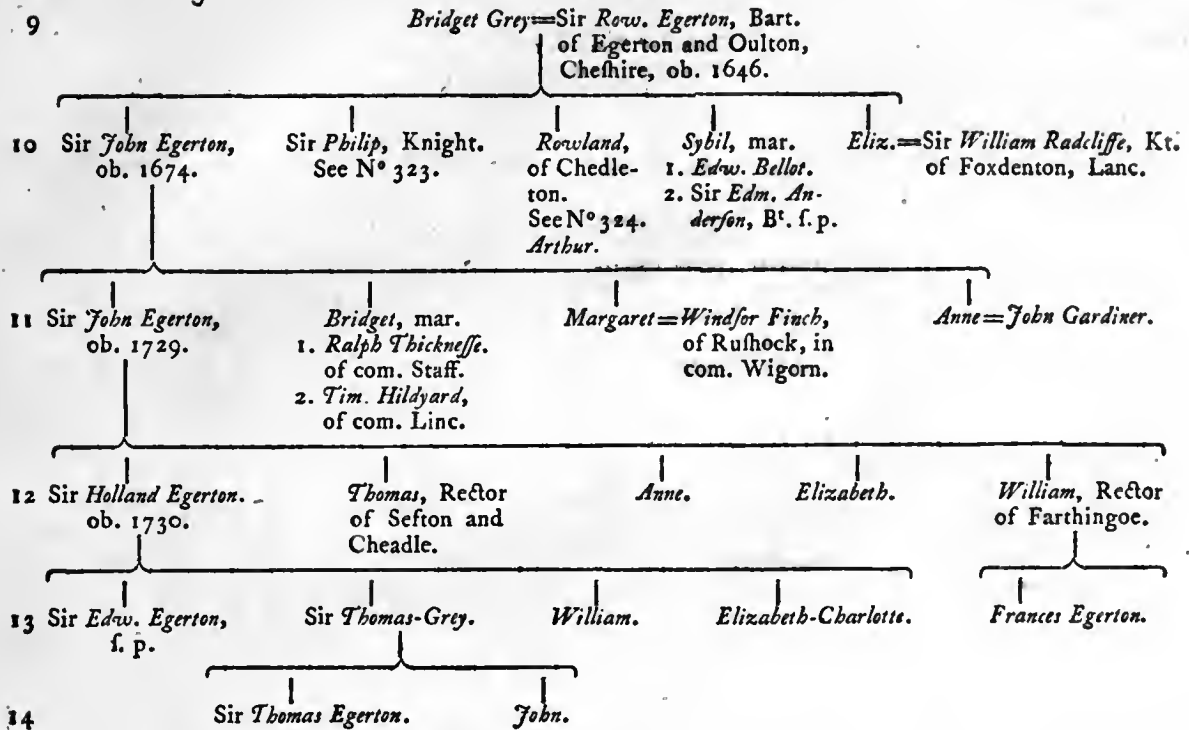 9 Bridget Grey=Sir Row. Egerton, Bart.
of Egerton and Oulton,
Cheſhire, ob. 1646.
10 Sir John Egerton,
ob. 1674.
Sir Philip, Knight.
See Nº 323.
Rowland,
of Chedle-
ton.
See Nº 324.
Arthur.
Sybil, mar.
1. Edw. Bellot.
2. Sir Edm. An-
derſon, Bᵗ. ſ. p.
Eliz.=Sir William Radcliffe, Kt.
of Foxdenton, Lanc.
11 Sir John Egerton,
ob. 1729.
Bridget, mar.
1. Ralph Thickneſſe.
of com. Staff.
2. Tim. Hildyard,
of com. Linc.
Margaret=Windſor Finch,
of Ruſhock, in
com. Wigorn.
Anne=John Gardiner.
12 Sir Holland Egerton.
ob. 1730.
Thomas, Rector
of Sefton and
Cheadle.
Anne.
Elizabeth.
William, Rector
of Farthingoe.
13 Sir Edw. Egerton,
ſ. p.
Sir Thomas-Grey.
William.
Elizabeth-Charlotte.
Frances Egerton.
14 Sir Thomas Egerton.
John.